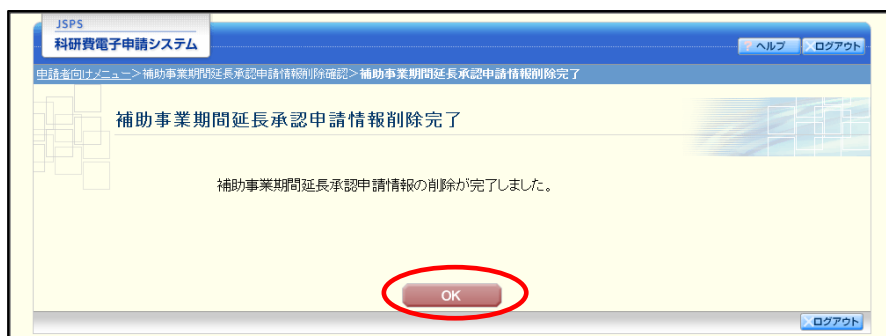 JSPS
科研費電子申請システム
? ヘルプ
ログアウト
申請者向けメニュー>補助事業期間延長承認申請情報削除確認>補助事業期間延長承認申請情報削除完了
補助事業期間延長承認申請情報削除完了
補助事業期間延長承認申請情報の削除が完了しました。
OK
ログアウト